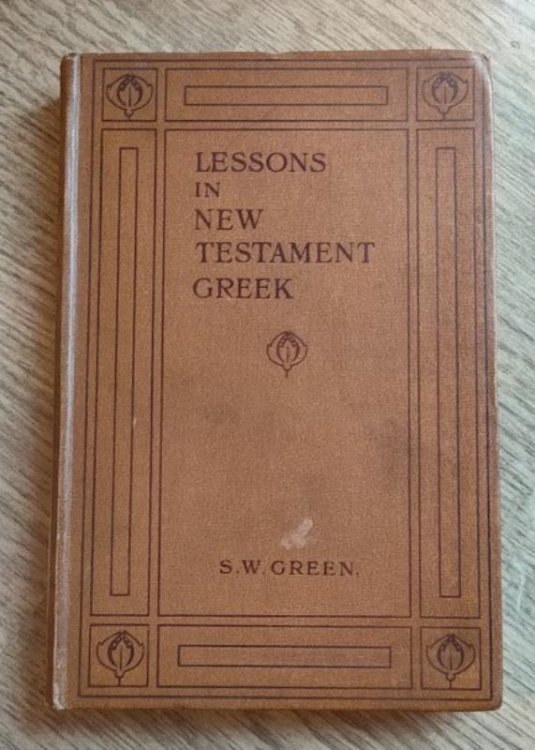 LESSONS
IN
NEW
TESTAMENT
GREEK
S.W. GREEN.